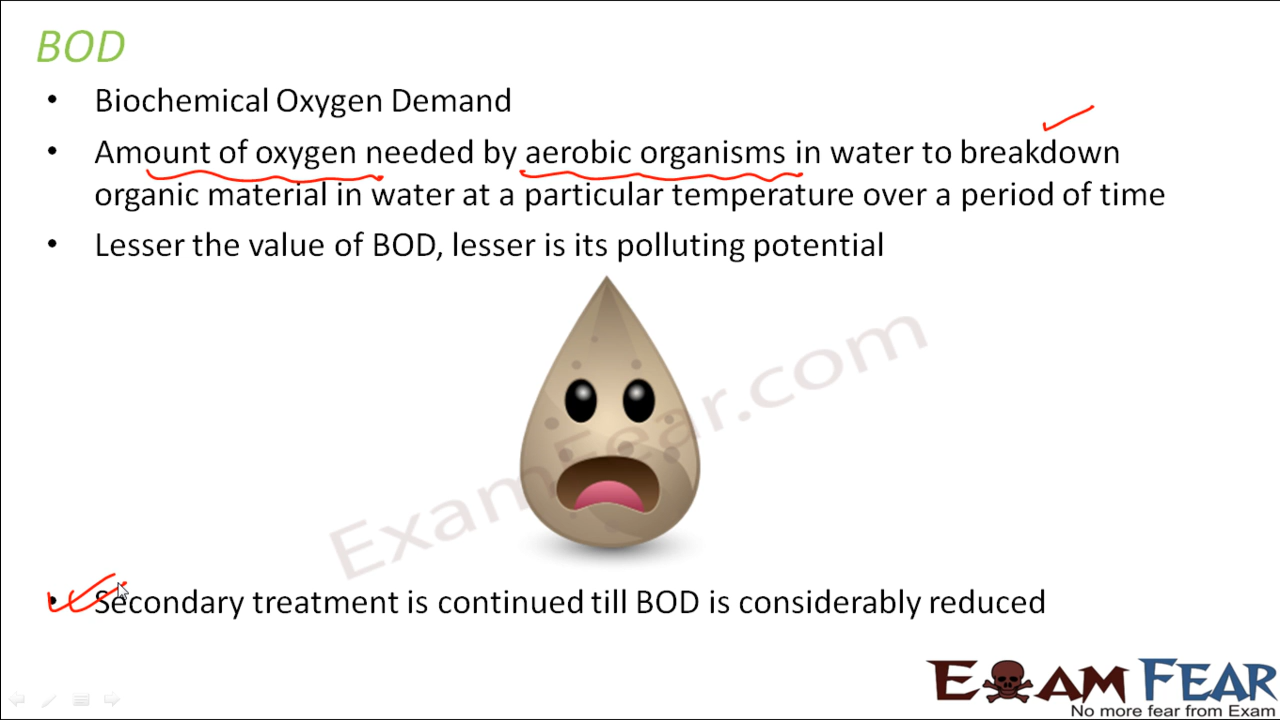 BOD
• Biochemical Oxygen Demand
• Amount of oxygen needed by aerobic organisms in water to breakdown
organic material in water at a particular temperature over a period of time
• Lesser the value of BOD, lesser is its polluting potential
ExamFear.com
• Secondary treatment is continued till BOD is considerably reduced
EXAM FEAR
No more fear from Exam